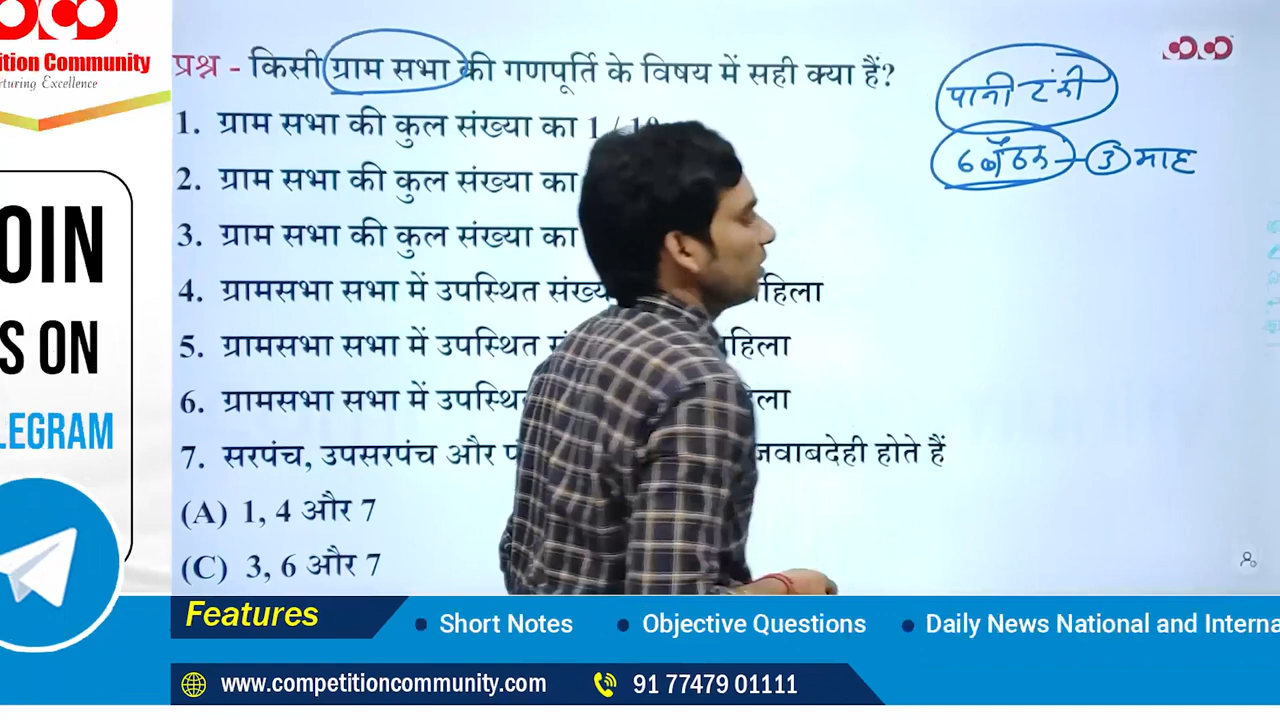 ition Community
rturing Excellence
OIN
S ON
LEGRAM
प्रश्न - किसी ग्राम सभा की गणपूर्ति के विषय में सही क्या हैं?
1. ग्राम सभा की कुल संख्या का 1 / 10
2. ग्राम सभा की कुल संख्या का
3. ग्राम सभा की कुल संख्या का
4. ग्रामसभा सभा में उपस्थित संख्य हिला
5. ग्रामसभा सभा में उपस्थित हिला
6. ग्रामसभा सभा में उपस्थि ला
7. सरपंच, उपसरपंच और जवाबदेही होते हैं
(A) 1, 4 और 7
(C) 3, 6 और 7
पानी टंकी
6 बैठक - 3 माह
Features
• Short Notes • Objective Questions • Daily News National and Interna
www.competitioncommunity.com 91 77479 01111